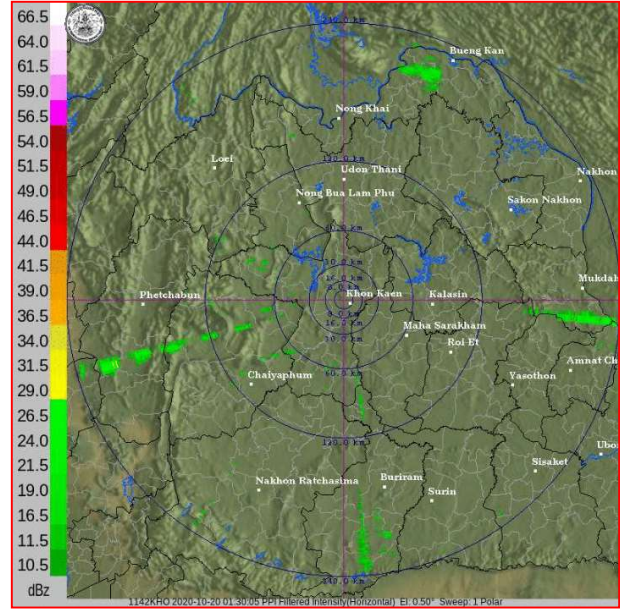 66.5
64.0
61.5
59.0
56.5
54.0
51.5
49.0
46.5
44.0
41.5
39.0
36.5
34.0
31.5
29.0
26.5
24.0
21.5
19.0
16.5
13.5
10.5
dBz
Bueng Kan
Nong Khai
Loei
Udon Thani
Nakhon
Nong Bua Lam Phu
Sakon Nakhon
Mukdah
Phetchabun
Khon Kaen
Kalasin
Maha Sarakham
Roi Et
Chaiyaphum
Amnat Ch
Yasothon
120.0 km
Ubo
Sisaket
Nakhon Ratchasima
Buriram
Surin
1142KHO 2020-10-20 01:30:05 PPI Filtered Intensity(Horizontal) El: 0.50° Sweep: 1 Polar